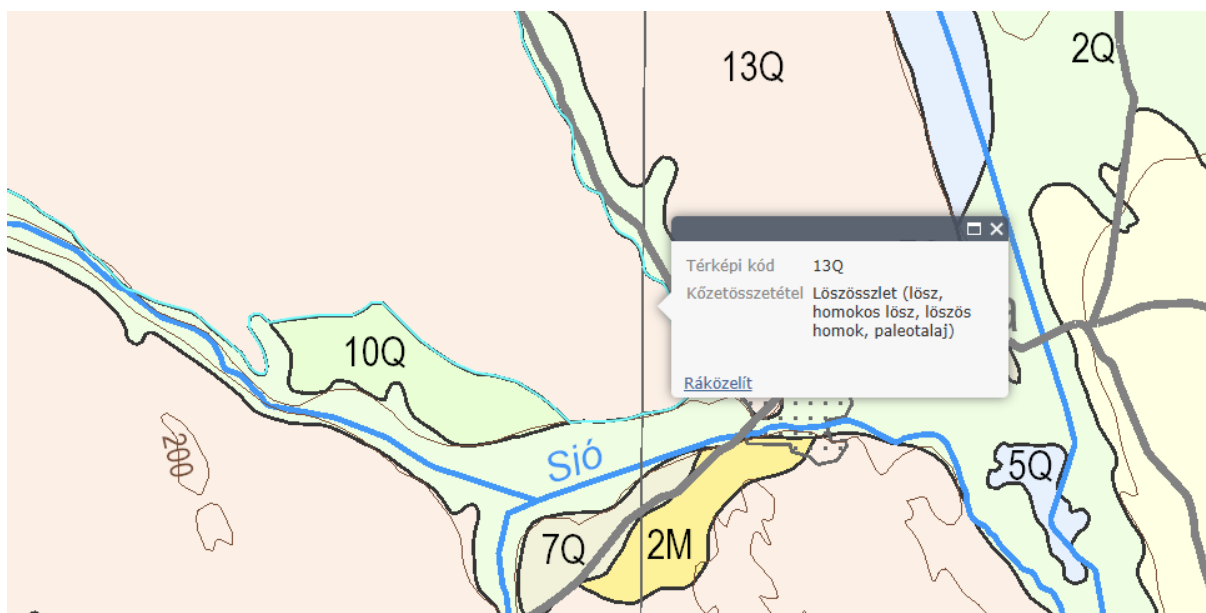 13Q
2Q
Térképi kód 13Q
Kőzetösszetétel Löszösszlet (lösz,
homokos lösz, löszös
homok, paleotalaj)
Ráközelít
10Q
200
Sió
5Q
7Q
2M